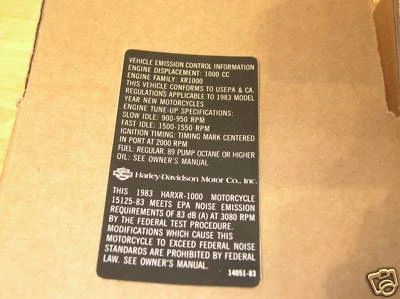 VEHICLE EMISSION CONTROL INFORMATION
ENGINE DISPLACEMENT: 1000 CC
ENGINE FAMILY: XR1000
THIS VEHICLE CONFORMS TO USEPA & CA.
REGULATIONS APPLICABLE TO 1983 MODEL
YEAR NEW MOTORCYCLES
ENGINE TUNE-UP SPECIFICATIONS:
SLOW IDLE: 900-950 RPM
FAST IDLE: 1500-1550 RPM
IGNITION TIMING: TIMING MARK CENTERED
IN PORT AT 2000 RPM
FUEL: REGULAR. 89 PUMP OCTANE OR HIGHER
OIL: SEE OWNER'S MANUAL
Harley-Davidson Motor Co., Inc.
THIS 1983 HARXR-1000 MOTORCYCLE
15125-83 MEETS EPA NOISE EMISSION
REQUIREMENTS OF 83 dB (A) AT 3080 RPM
BY THE FEDERAL TEST PROCEDURE.
MODIFICATIONS WHICH CAUSE THIS
MOTORCYCLE TO EXCEED FEDERAL NOISE
STANDARDS ARE PROHIBITED BY FEDERAL
LAW. SEE OWNER'S MANUAL.
14051-83